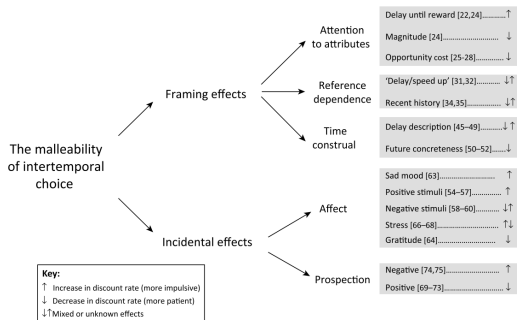 The malleability
of intertemporal
choice
Framing effects
Incidental effects
Attention
to attributes
Reference
dependence
Time
construal
Affect
Prospection
Delay until reward [22,24]............↑
Magnitude [24]............................ ↓
Opportunity cost [25-28].............. ↓
‘Delay/speed up’ [31,32].............. ↓↑
Recent history [34,35]................. ↓↑
Delay description [45–49]...........↓↑
Future concreteness [50–52].......↓
Sad mood [63]............................ ↑
Positive stimuli [54–57]................ ↑
Negative stimuli [58–60]............. ↓↑
Stress [66–68]............................. ↑↓
Gratitude [64]............................. ↓
Negative [74,75]......................... ↑
Positive [69–73].......................... ↓
Key:
↑ Increase in discount rate (more impulsive)
↓ Decrease in discount rate (more patient)
↓↑Mixed or unknown effects